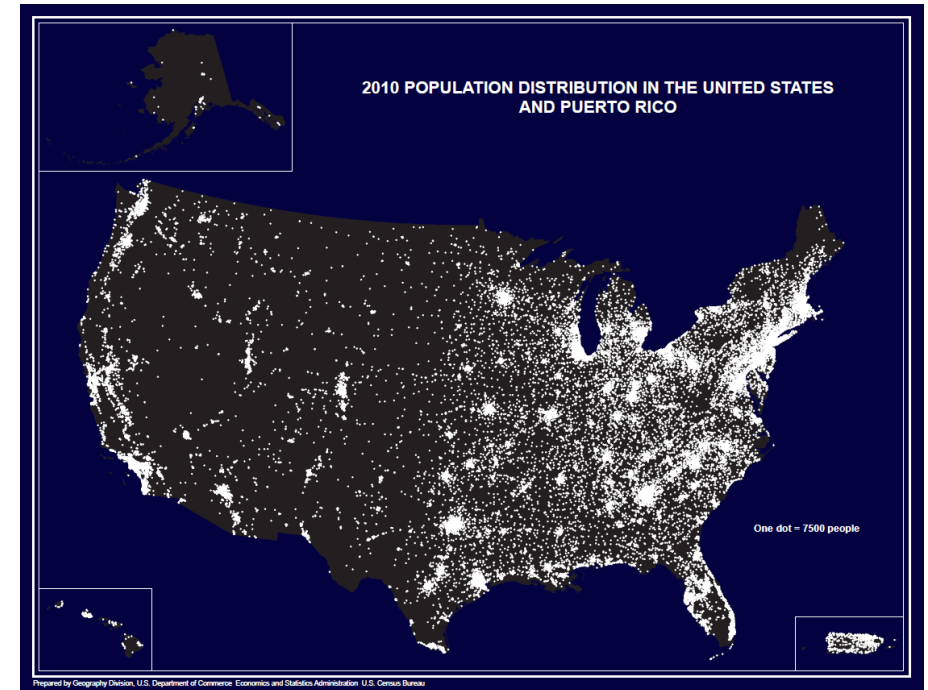 2010 POPULATION DISTRIBUTION IN THE UNITED STATES
AND PUERTO RICO
One dot = 7500 people
Prepared by Geography Division, U.S. Department of Commerce Economics and Statistics Administration U.S. Census Bureau